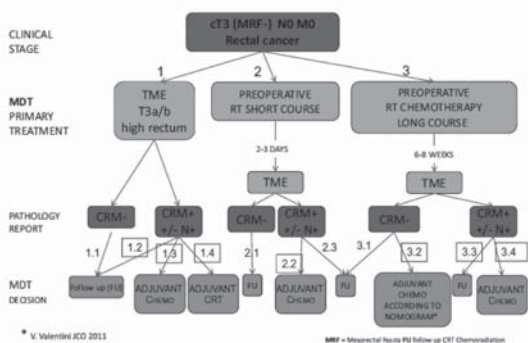 CLINICAL
STAGE
cT3 (MRF-) N0 M0
Rectal cancer
1
2
3
MDT
PRIMARY
TREATMENT
TME
T3a/b
high rectum
PREOPERATIVE
RT SHORT COURSE
PREOPERATIVE
RT CHEMOTHERAPY
LONG COURSE
2-3 DAYS
6-8 WEEKS
TME
TME
PATHOLOGY
REPORT
CRM-
CRM+
+/- N+
CRM-
CRM+
+/- N+
CRM-
CRM+
+/- N+
1.1
1.2
1.3
1.4
2.1
2.2
2.3
3.1
3.2
3.3
3.4
MDT
DECISION
Follow up (FU)
ADJUVANT
CHEMO
ADJUVANT
CRT
FU
ADJUVANT
CHEMO
FU
ADJUVANT
CHEMO
ACCORDING TO
NOMOGRAM*
FU
ADJUVANT
CHEMO
* V. Valentini JCO 2011
MRF = Mesorectal Fascia FU follow up CRT Chemoradiation